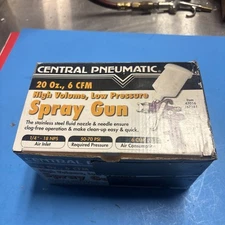 CENTRAL PNEUMATIC
20 Oz., 6 CFM
High Volume, Low Pressure
Spray Gun
The stainless steel fluid nozzle & needle ensure
clog-free operation & make clean-up easy & quick.
1/4" - 18 NPS
Air Inlet
50-70 PSI
Required Pressure
6 CFM
Air Consumption